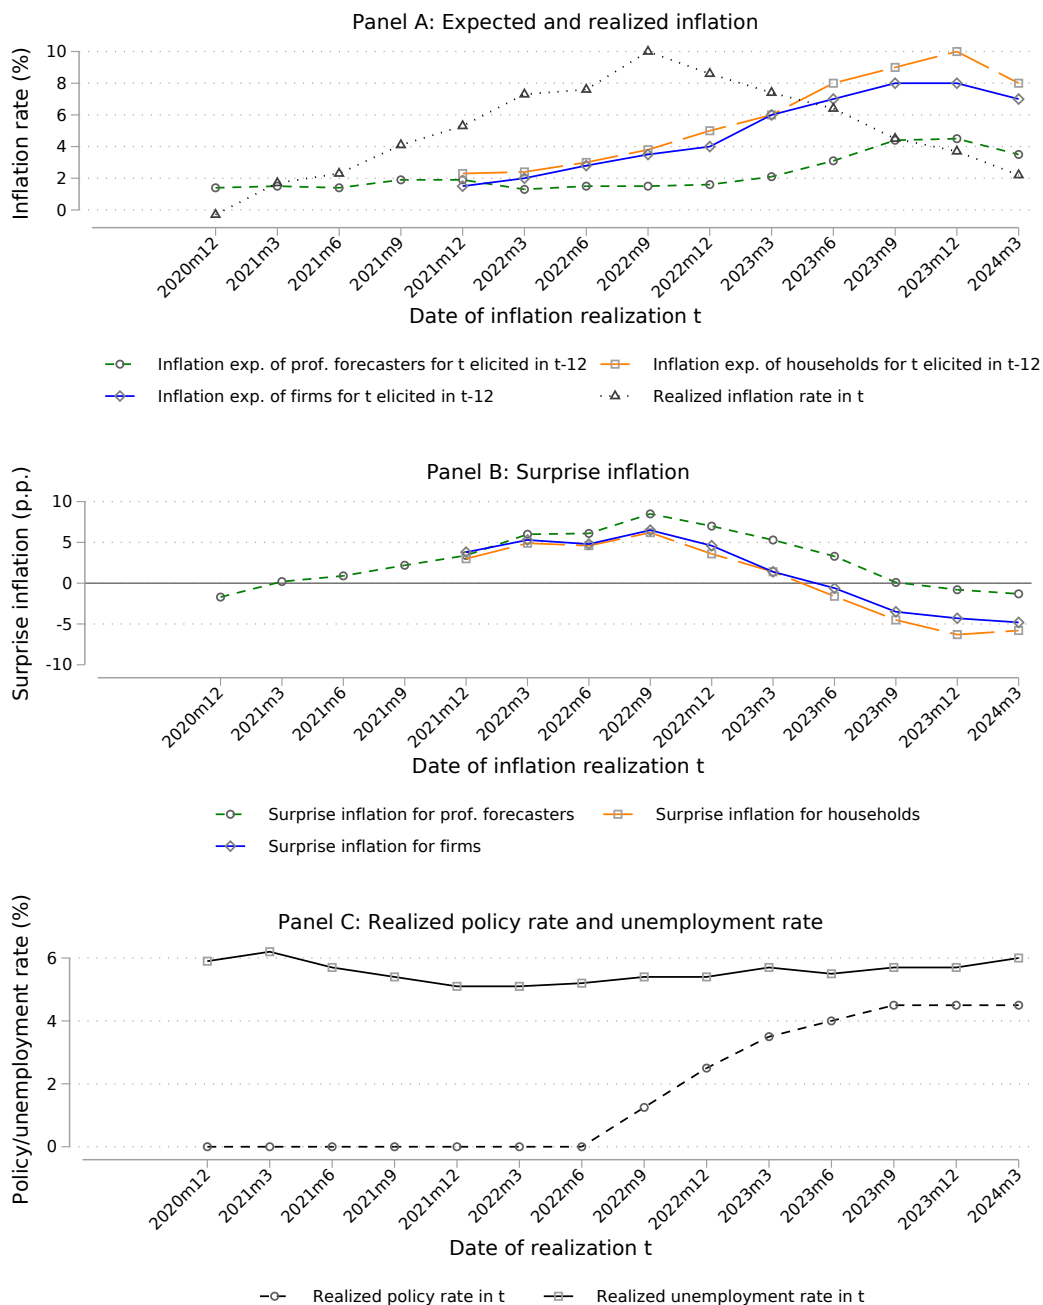 Panel A: Expected and realized inflation
Inflation rate (%)
10
8
6
4
2
0
2020m12
2021m3
2021m6
2021m9
2021m12
2022m3
2022m6
2022m9
2022m12
2023m3
2023m6
2023m9
2023m12
2024m3
Date of inflation realization t
Inflation exp. of prof. forecasters for t elicited in t-12
Inflation exp. of households for t elicited in t-12
Inflation exp. of firms for t elicited in t-12
Realized inflation rate in t
Panel B: Surprise inflation
Surprise inflation (p.p.)
10
5
0
-5
-10
2020m12
2021m3
2021m6
2021m9
2021m12
2022m3
2022m6
2022m9
2022m12
2023m3
2023m6
2023m9
2023m12
2024m3
Date of inflation realization t
Surprise inflation for prof. forecasters
Surprise inflation for households
Surprise inflation for firms
Panel C: Realized policy rate and unemployment rate
Policy/unemployment rate (%)
6
4
2
0
2020m12
2021m3
2021m6
2021m9
2021m12
2022m3
2022m6
2022m9
2022m12
2023m3
2023m6
2023m9
2023m12
2024m3
Date of realization t
Realized policy rate in t
Realized unemployment rate in t